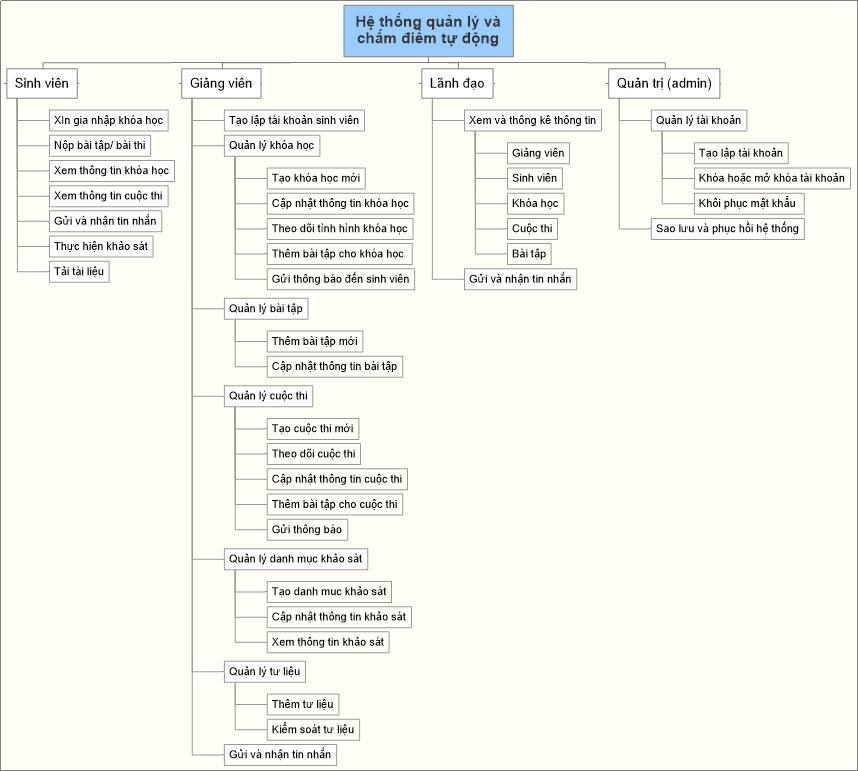 Hệ thống quản lý và
chấm điểm tự động
Sinh viên
XIn gia nhập khóa học
Nộp bài tập/ bài thi
Xem thông tin khóa học
Xem thông tin cuộc thi
Gửi và nhận tin nhắn
Thực hiện khảo sát
Tải tài liệu
Giảng viên
Tạo lập tài khoản sinh viên
Quản lý khóa học
Tạo khóa học mới
Cập nhật thông tin khóa học
Theo dõi tình hình khóa học
Thêm bài tập cho khóa học
Gửi thông báo đến sinh viên
Quản lý bài tập
Thêm bài tập mới
Cập nhật thông tin bài tập
Quản lý cuộc thi
Tạo cuộc thi mới
Theo dõi cuộc thi
Cập nhật thông tin cuộc thi
Thêm bài tập cho cuộc thi
Gửi thông báo
Quản lý danh mục khảo sát
Tạo danh muc khảo sát
Cập nhật thông tin khảo sát
Xem thông tin khảo sát
Quản lý tư liệu
Thêm tư liệu
Kiểm soát tư liệu
Gửi và nhận tin nhắn
Lãnh đạo
Xem và thống kê thông tin
Giảng viên
Sinh viên
Khóa học
Cuộc thi
Bài tập
Gửi và nhận tin nhắn
Quản trị (admin)
Quản lý tài khoản
Tạo lập tài khoản
Khóa hoặc mở khóa tài khoản
Khôi phục mật khẩu
Sao lưu và phục hồi hệ thống